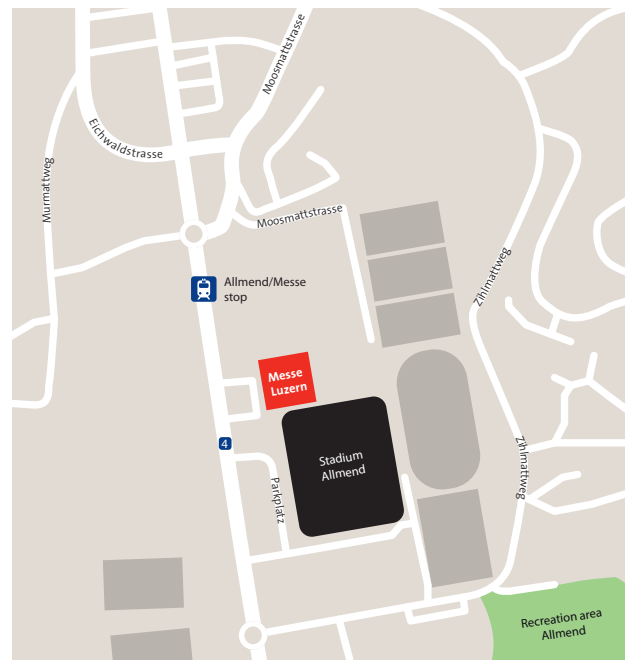 Moosmattstrasse
Eichwaldstrasse
Murmattweg
Moosmattstrasse
Zihlmattweg
Allmend/Messe
stop
Messe
Luzern
4
Stadium
Allmend
Zihlmattweg
Parkplatz
Recreation area
Allmend